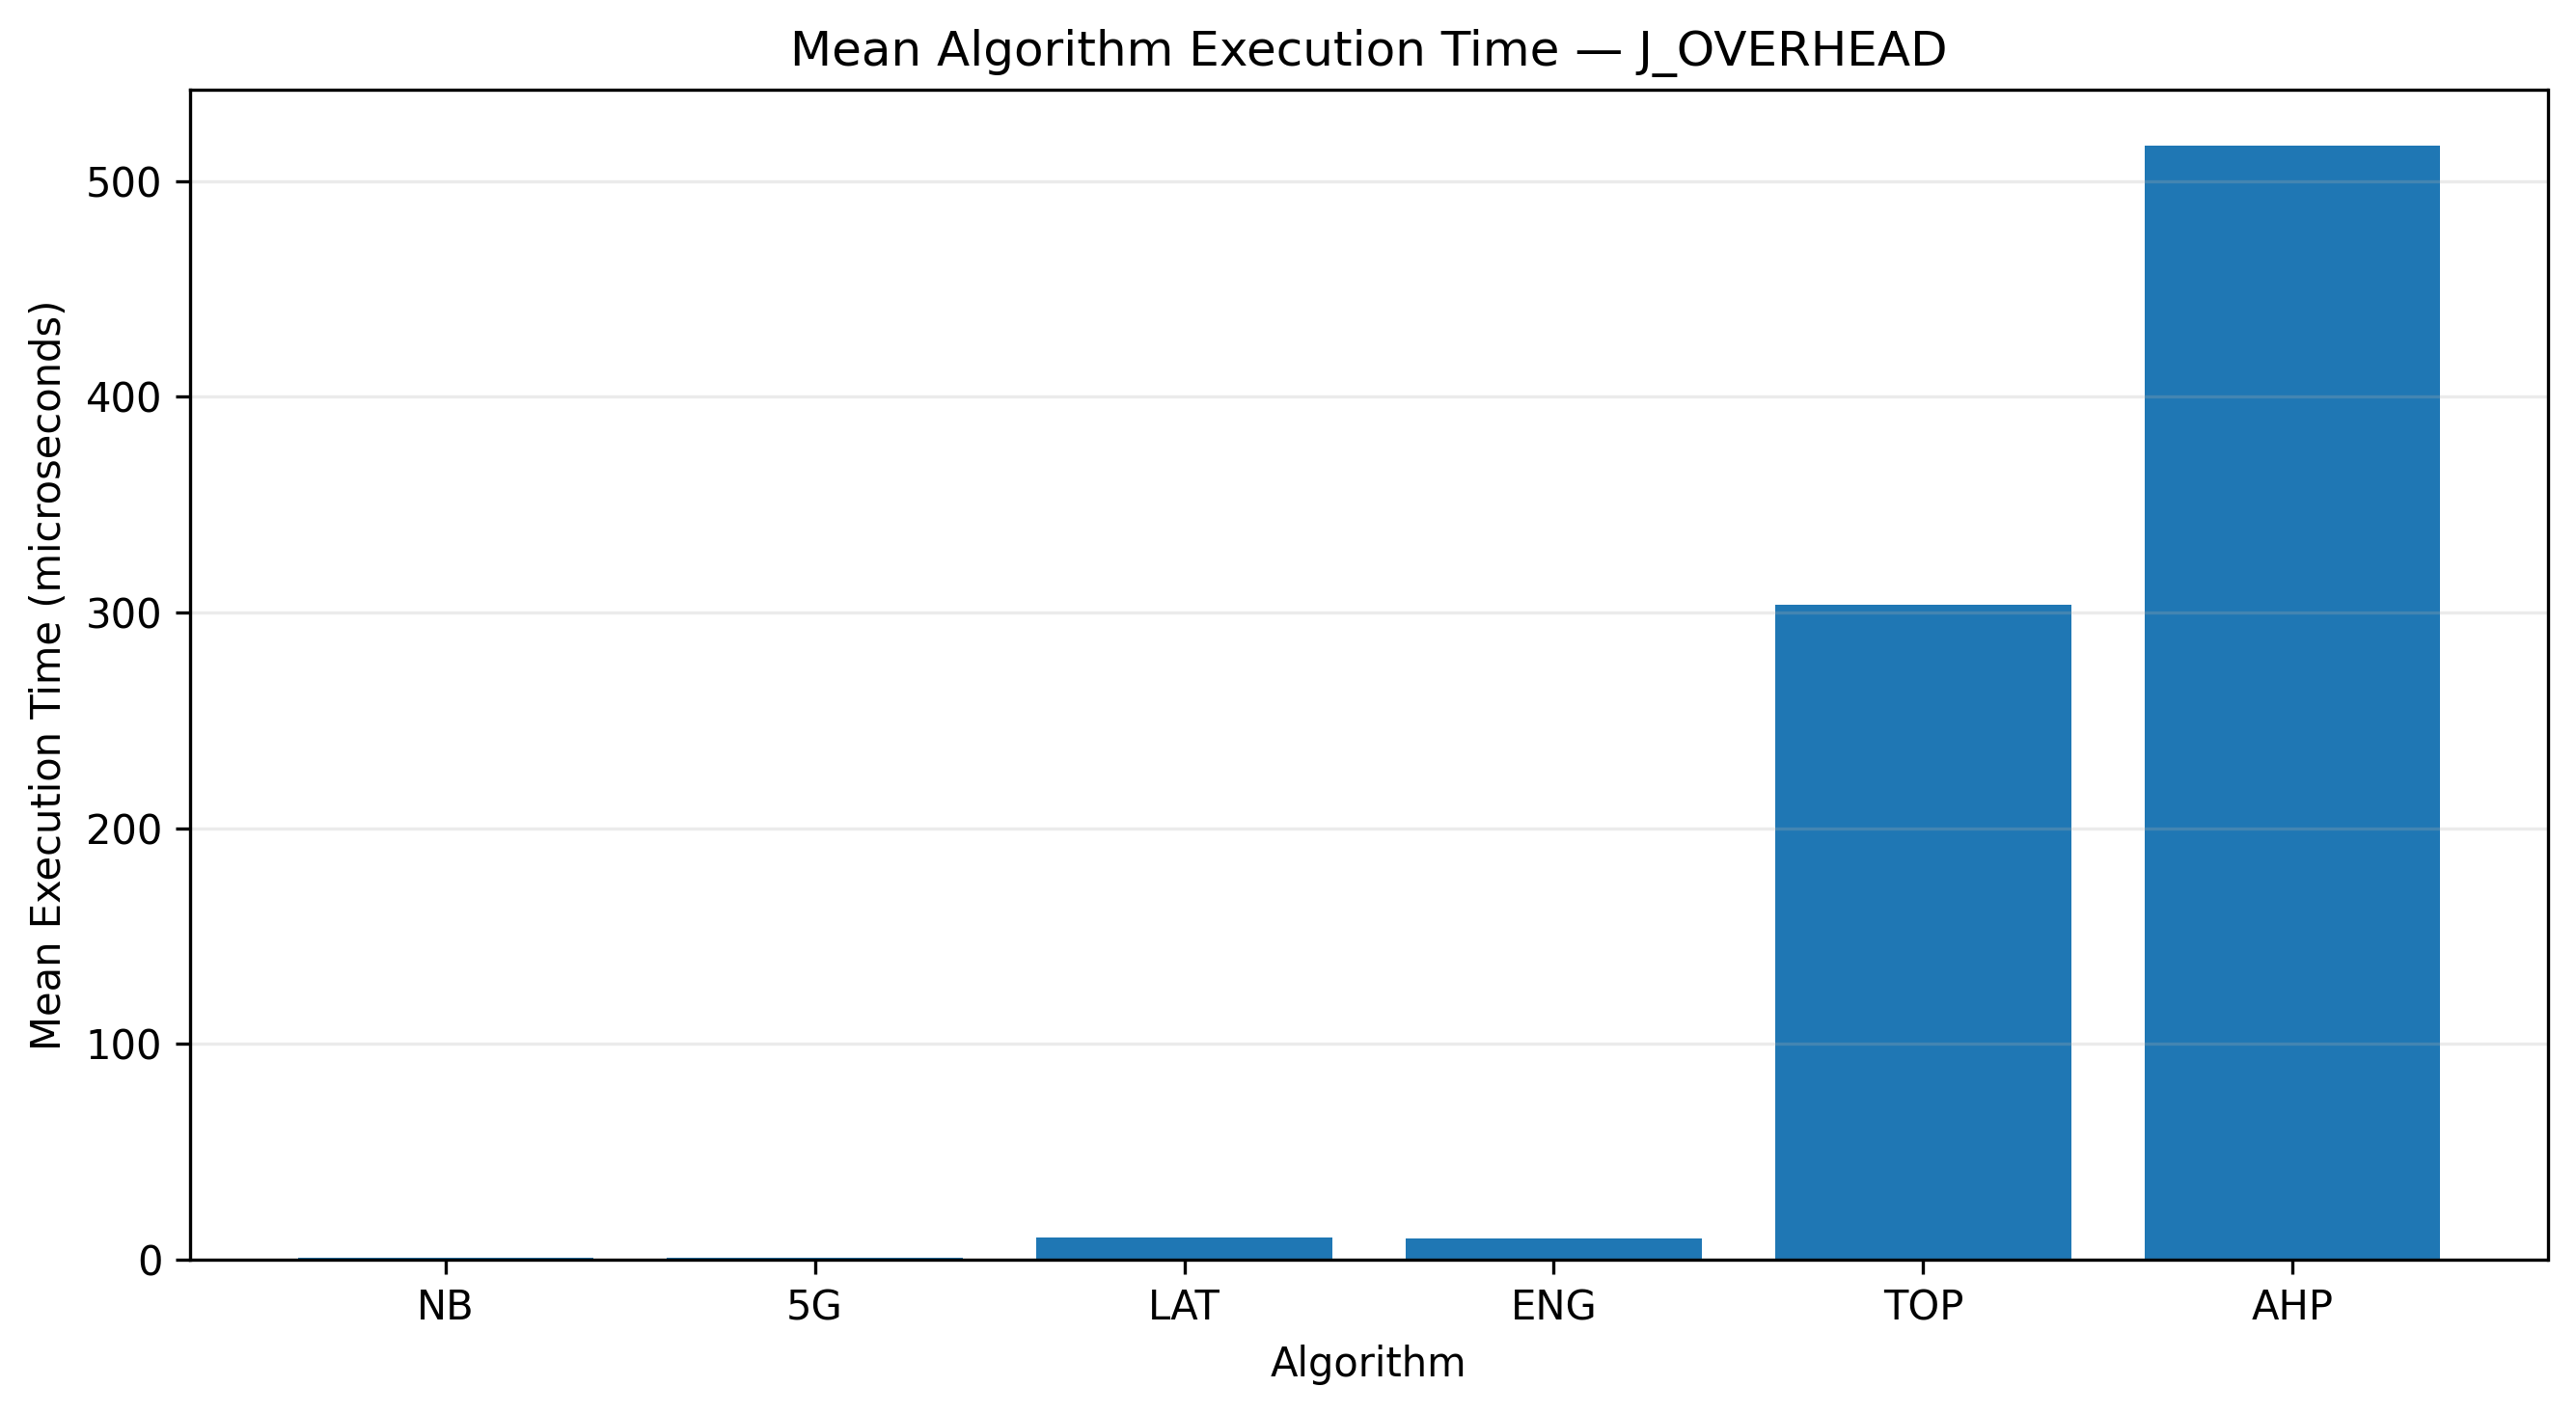 Mean Algorithm Execution Time — J_OVERHEAD
Mean Execution Time (microseconds)
500
400
300
200
100
0
NB 5G LAT ENG TOP AHP
Algorithm